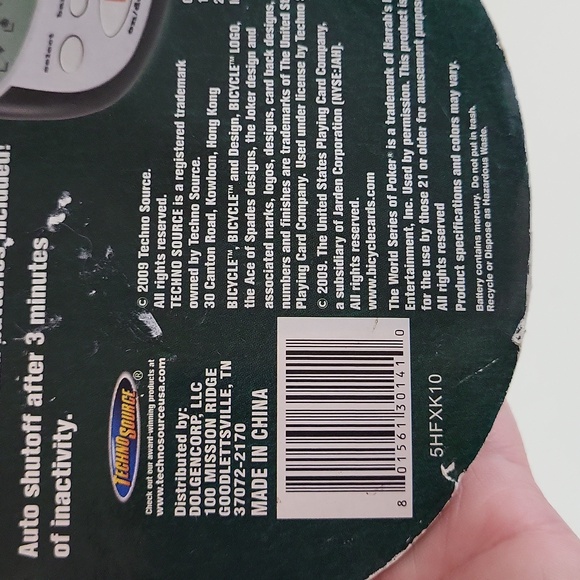 select
Auto shutoff after 3 minutes
of inactivity.
© 2009 Techno Source.
All rights reserved.
TECHNO SOURCE is a registered trademark
owned by Techno Source.
30 Canton Road, Kowloon, Hong Kong
BICYCLE™ BICYCLE™ and Design, BICYCLE™ LOGO,
the Ace of Spades designs, the Joker design and
associated marks, logos, designs, card back designs,
numbers and finishes are trademarks of The United
Playing Card Company. Used under license by Techno
© 2009. The United States Playing Card Company.
a subsidiary of Jarden Corporation (NYSE:JAH).
All rights reserved.
www.bicyclecards.com
The World Series of Poker® is a trademark of Harrah's
Entertainment, Inc. Used by permission. This product is
for the use by those 21 or older for amusement
All rights reserved
Product specifications and colors may vary.
Battery contains mercury. Do not put in trash.
Recycle or Dispose as Hazardous Waste.
TECHNO SOURCE®
Check out our award-winning products at
www.technosourceusa.com
Distributed by:
DOLGENCORP, LLC
100 MISSION RIDGE
GOODLETTSVILLE, TN
37072-2170
MADE IN CHINA
8 01561 30141 0
5HFXK10